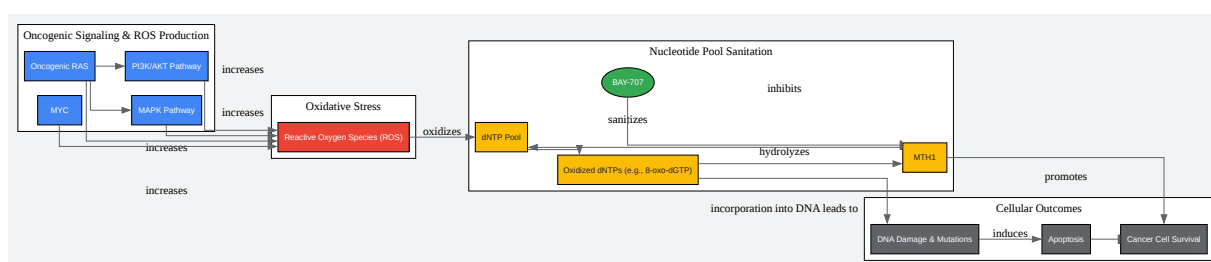 Oncogenic Signaling & ROS Production
Oncogenic RAS
PI3K/AKT Pathway
MYC
MAPK Pathway
increases
increases
increases
increases
Oxidative Stress
Reactive Oxygen Species (ROS)
oxidizes
Nucleotide Pool Sanitation
BAY-707
inhibits
sanitizes
dNTP Pool
hydrolyzes
MTH1
Oxidized dNTPs (e.g., 8-oxo-dGTP)
promotes
incorporation into DNA leads to
Cellular Outcomes
DNA Damage & Mutations
induces
Apoptosis
Cancer Cell Survival